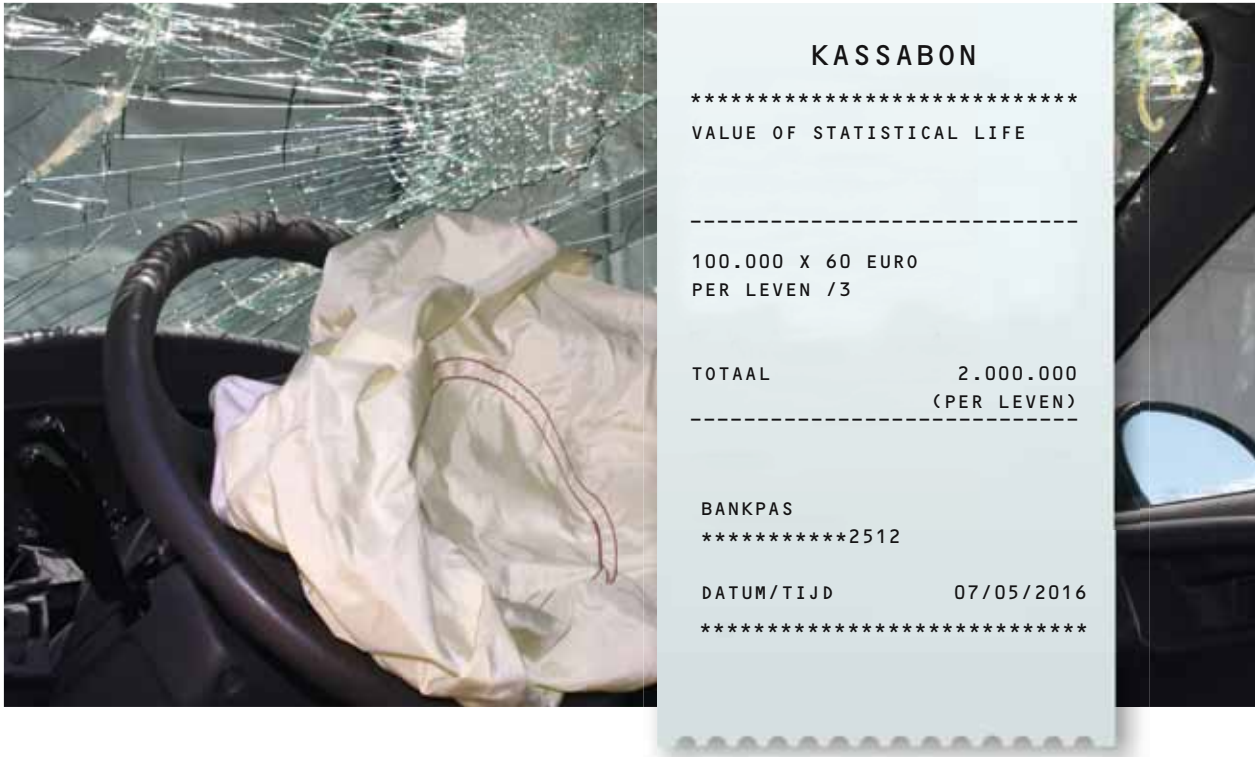 KASSABON
*****************************
VALUE OF STATISTICAL LIFE
-----------------------------
100.000 X 60 EURO
PER LEVEN /3
TOTAAL 2.000.000
(PER LEVEN)
-----------------------------
BANKPAS
***********2512
DATUM/TIJD 07/05/2016
*****************************